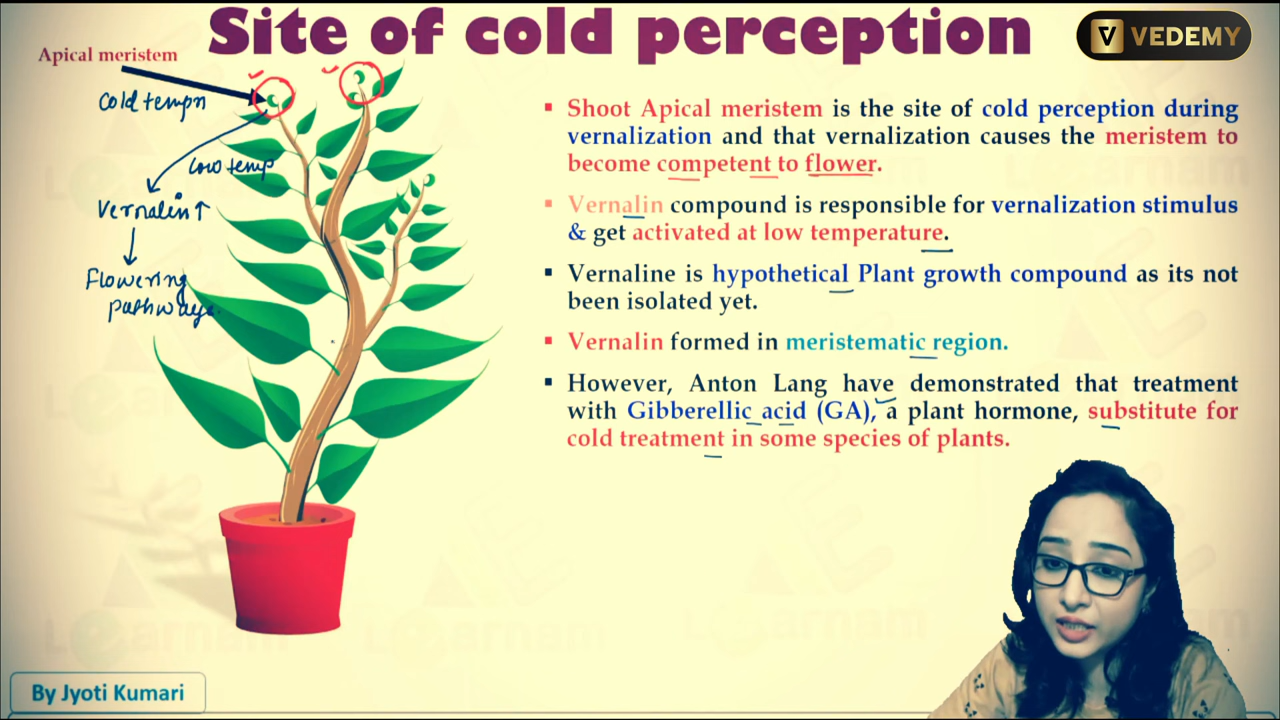 Site of cold perception
VEDEMY
Apical meristem
Cold tempn
Low temp
Vernalin↑
Flowering
pathways
▪ Shoot Apical meristem is the site of cold perception during
vernalization and that vernalization causes the meristem to
become competent to flower.
▪ Vernalin compound is responsible for vernalization stimulus
& get activated at low temperature.
▪ Vernaline is hypothetical Plant growth compound as its not
been isolated yet.
▪ Vernalin formed in meristematic region.
▪ However, Anton Lang have demonstrated that treatment
with Gibberellic acid (GA), a plant hormone, substitute for
cold treatment in some species of plants.
By Jyoti Kumari